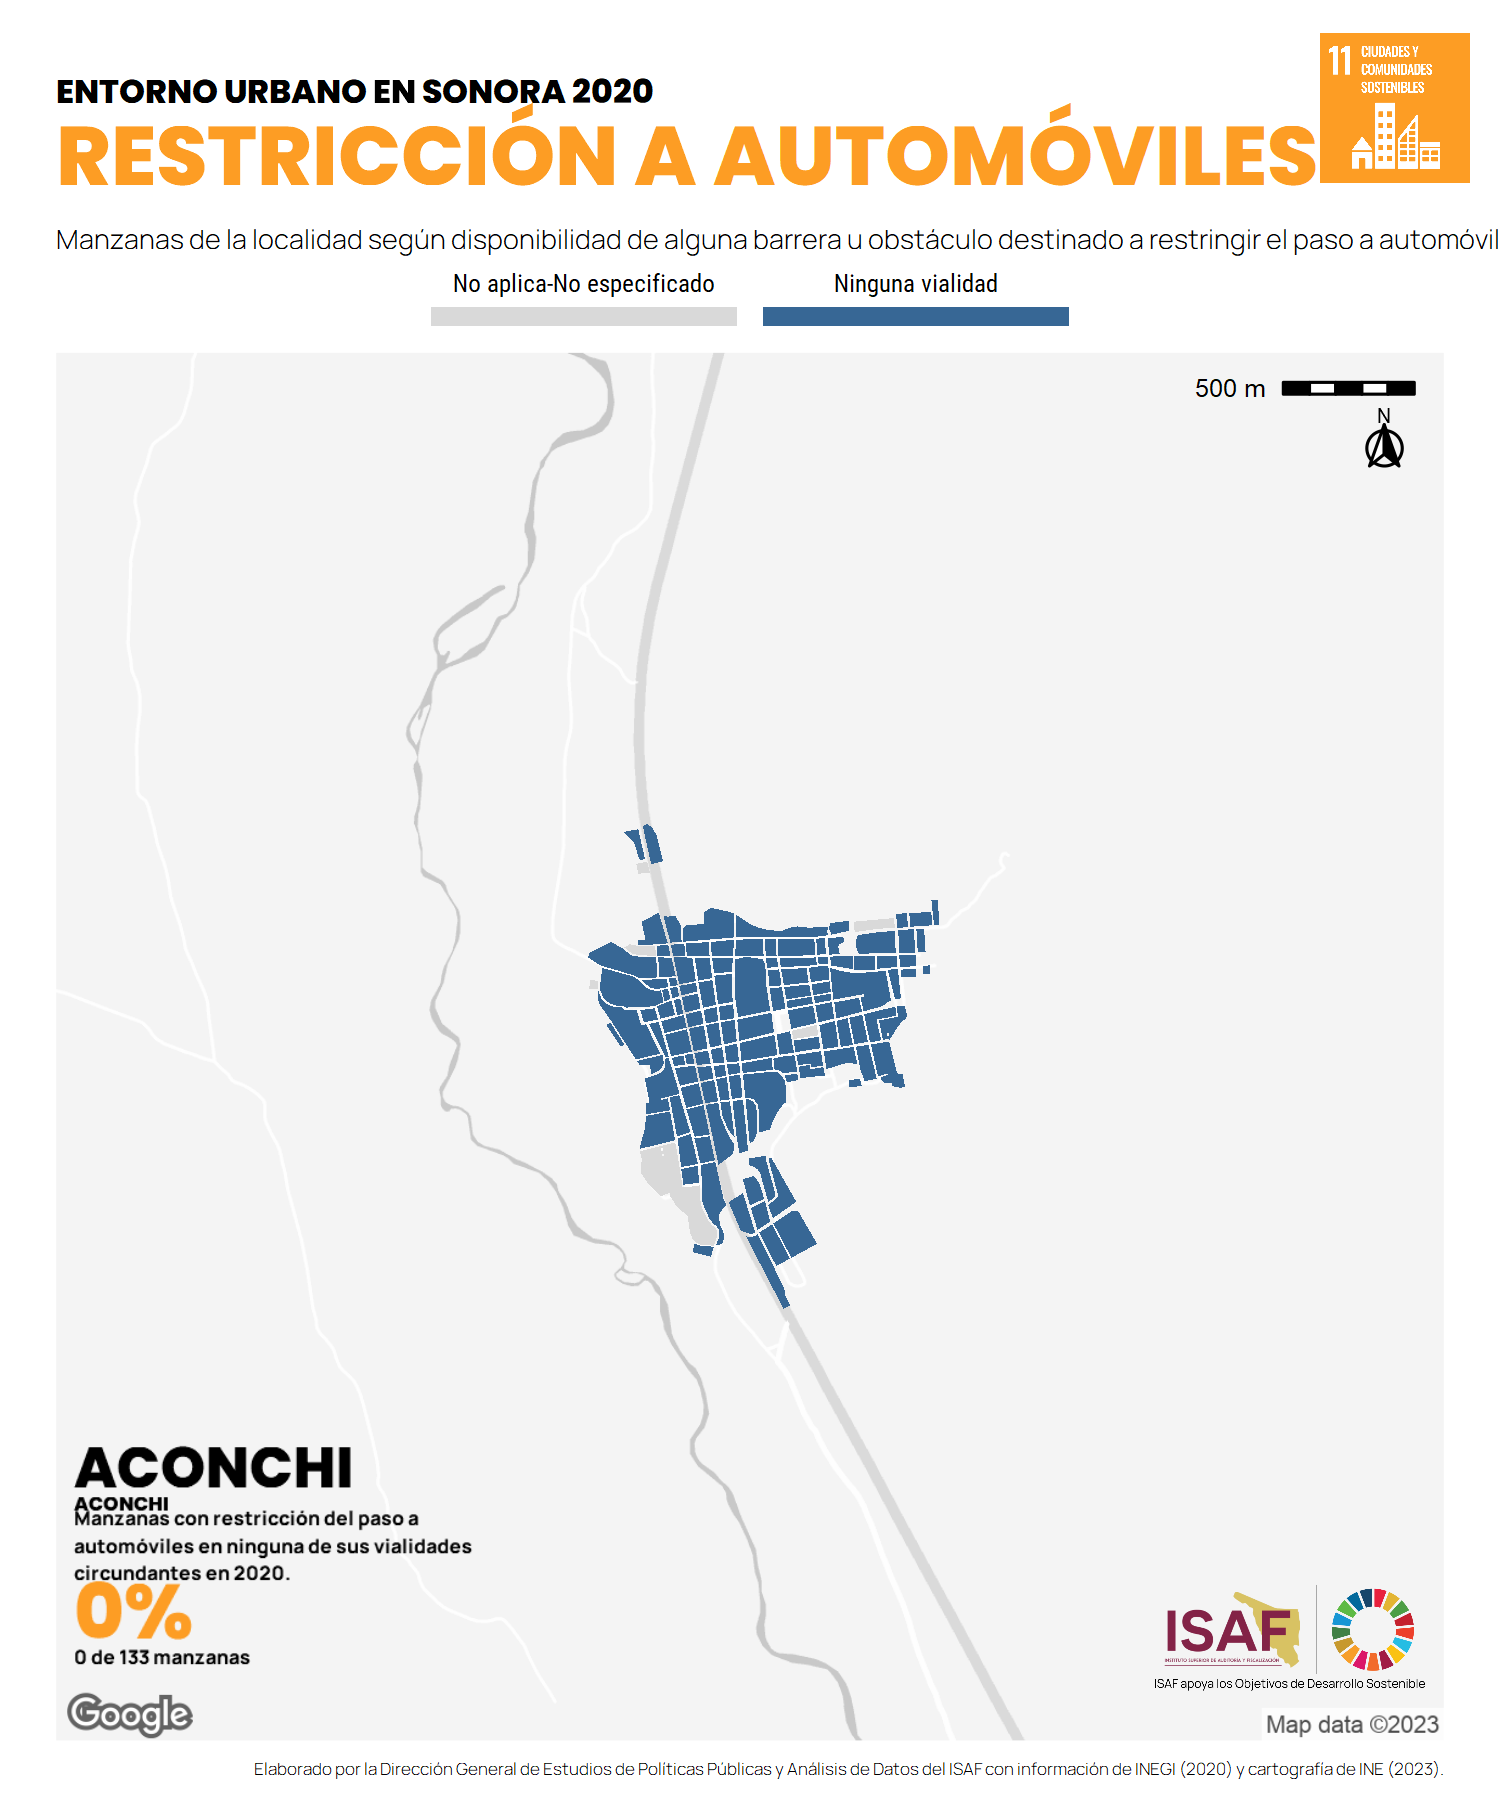 ENTORNO URBANO EN SONORA 2020
RESTRICCIÓN A AUTOMÓVILES
11 CIUDADES Y
COMUNIDADES
SOSTENIBLES
Manzanas de la localidad según disponibilidad de alguna barrera u obstáculo destinado a restringir el paso a automóvil
No aplica-No especificado
Ninguna vialidad
500 m
N
ACONCHI
ACONCHI
Manzanas con restricción del paso a
automóviles en ninguna de sus vialidades
circundantes en 2020.
0%
0 de 133 manzanas
Google
ISAF
INSTITUTO SUPERIOR DE AUDITORÍA Y FISCALIZACIÓN
ISAF apoya los Objetivos de Desarrollo Sostenible
Map data ©2023
Elaborado por la Dirección General de Estudios de Políticas Públicas y Análisis de Datos del ISAF con información de INEGI (2020) y cartografía de INE (2023).